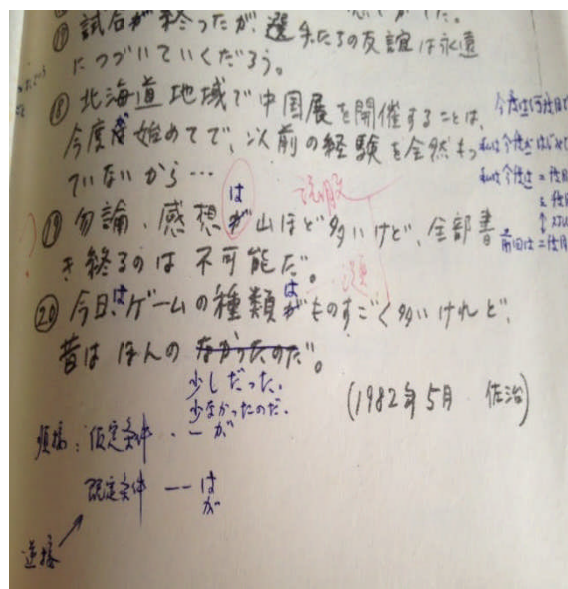 ⑰ 試合が終ったが、選手たちの友誼は永遠
につづいていくだろう。
⑱ 北海道地域で中国展を開催することは、
今度が始めてで、以前の経験を全然もっ
ていないから…
は
⑲ 勿論、感想が山ほど多いけど、全部書
き終るのは不可能だ。
は は
⑳ 今日、ゲームの種類がものすごく多いけれど、
昔はほんのなかったのだ。
少しだった。
少なかったのだ.
(1982年5月 佐治)
順接：仮定条件 . ーが
既定条件 ーー は
が
逆接